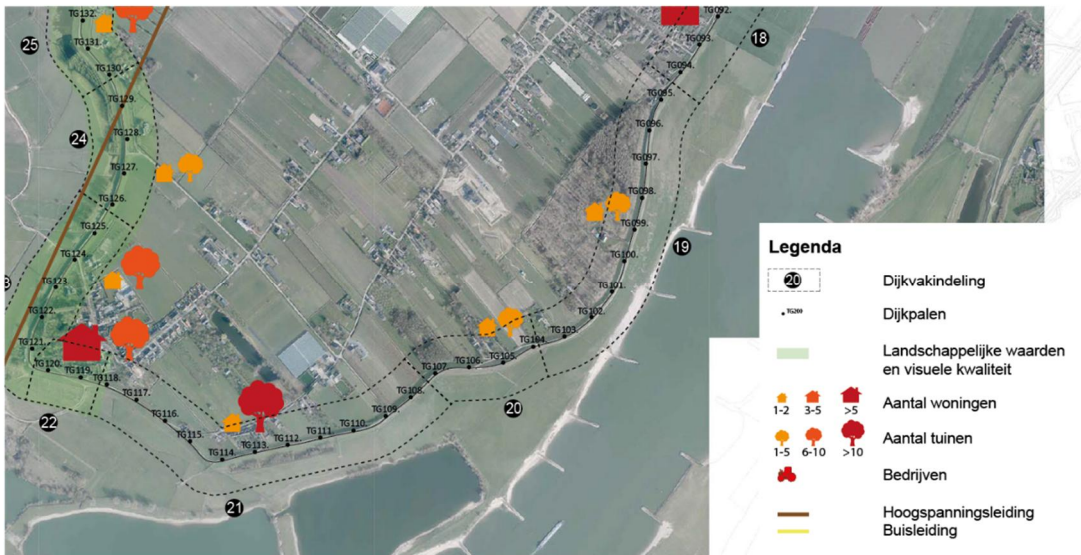 TG132.
TG131.
TG130.
TG129.
TG128.
TG127.
TG126.
TG125.
TG124.
TG123
TG122.
TG121.
TG120.
TG119.
TG118.
TG117.
TG116.
TG115.
TG114.
TG113.
TG112.
TG111.
TG110.
TG109.
TG108.
TG107.
TG106.
TG105.
TG104.
TG103.
TG102.
TG101.
TG100.
TG099.
TG098.
TG097.
TG096.
TG095.
TG094.
TG093.
TG092.
25
24
3
22
21
20
19
18
Legenda
20 Dijkvakindeling
TG200 Dijkpalen
Landschappelijke waarden
en visuele kwaliteit
Aantal woningen
1-2 3-5 >5
Aantal tuinen
1-5 6-10 >10
Bedrijven
Hoogspanningsleiding
Buisleiding